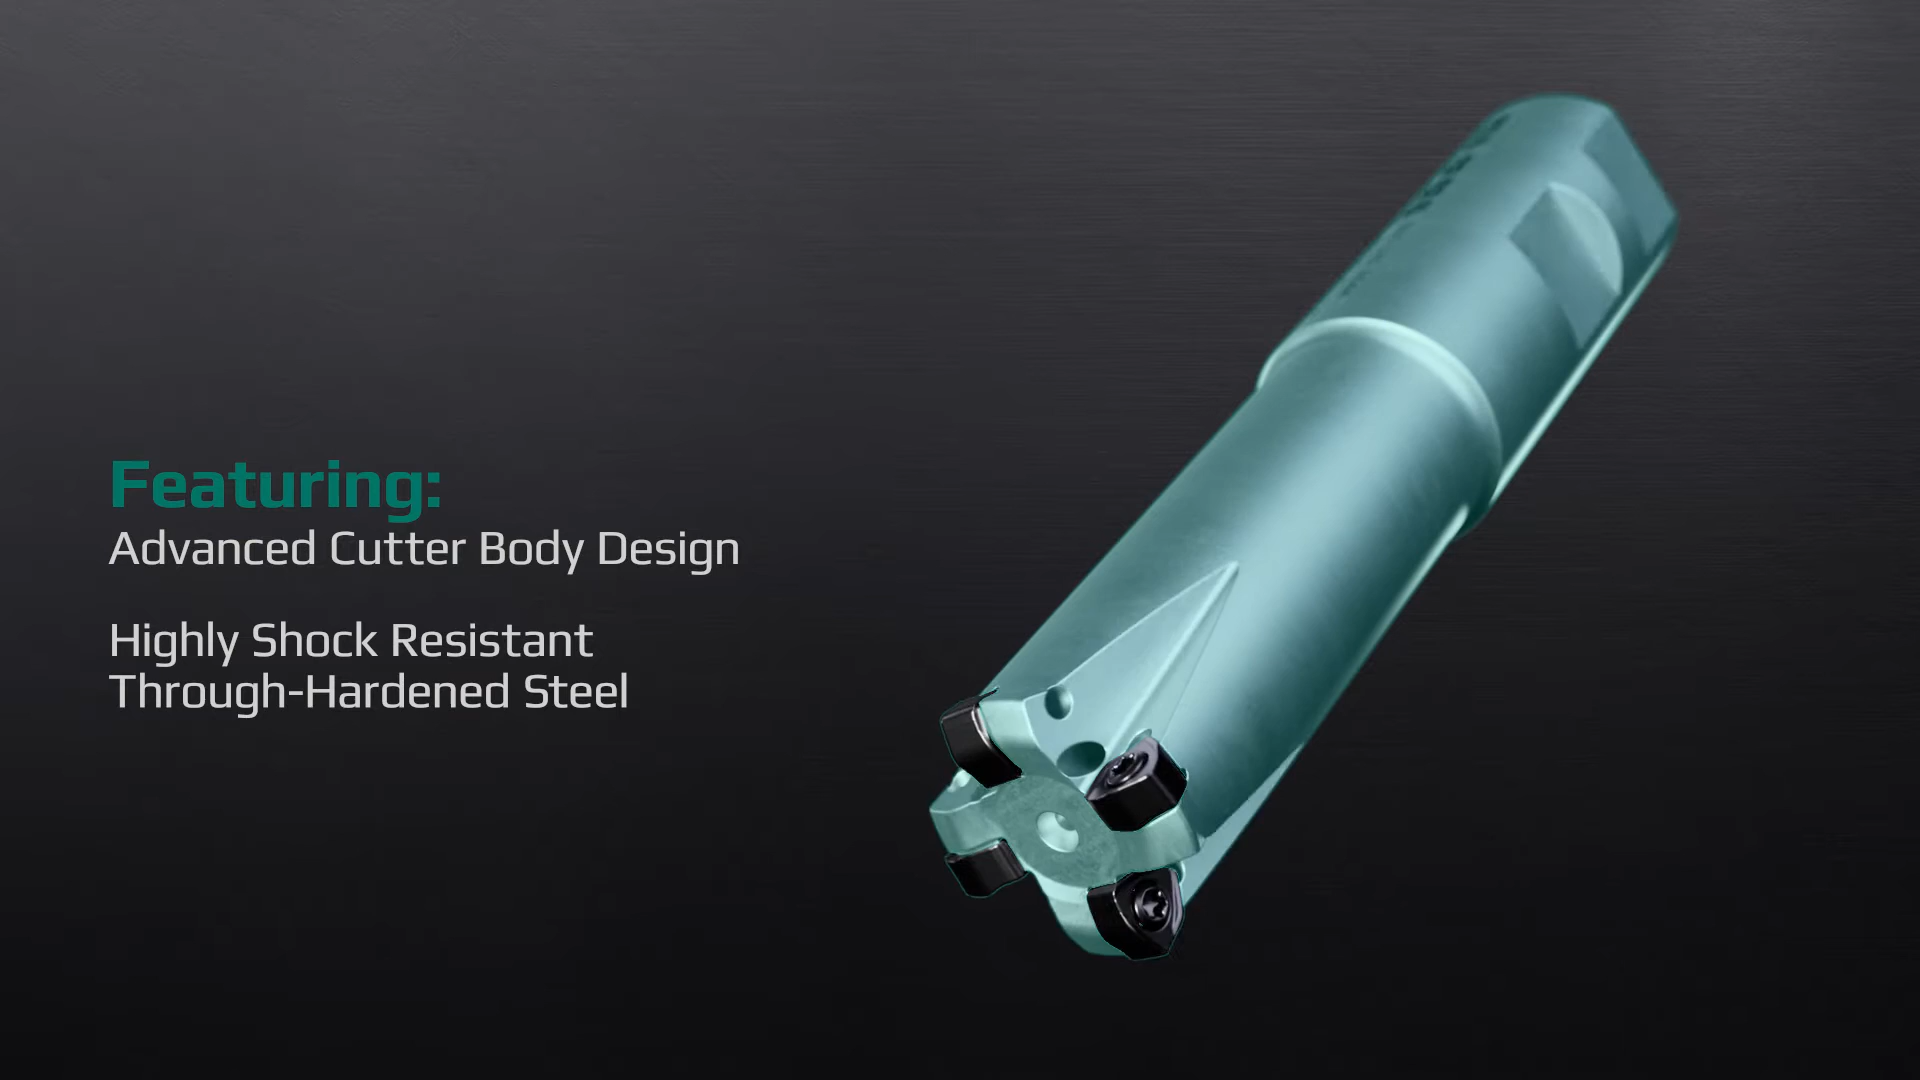 Featuring:
Advanced Cutter Body Design
Highly Shock Resistant
Through-Hardened Steel